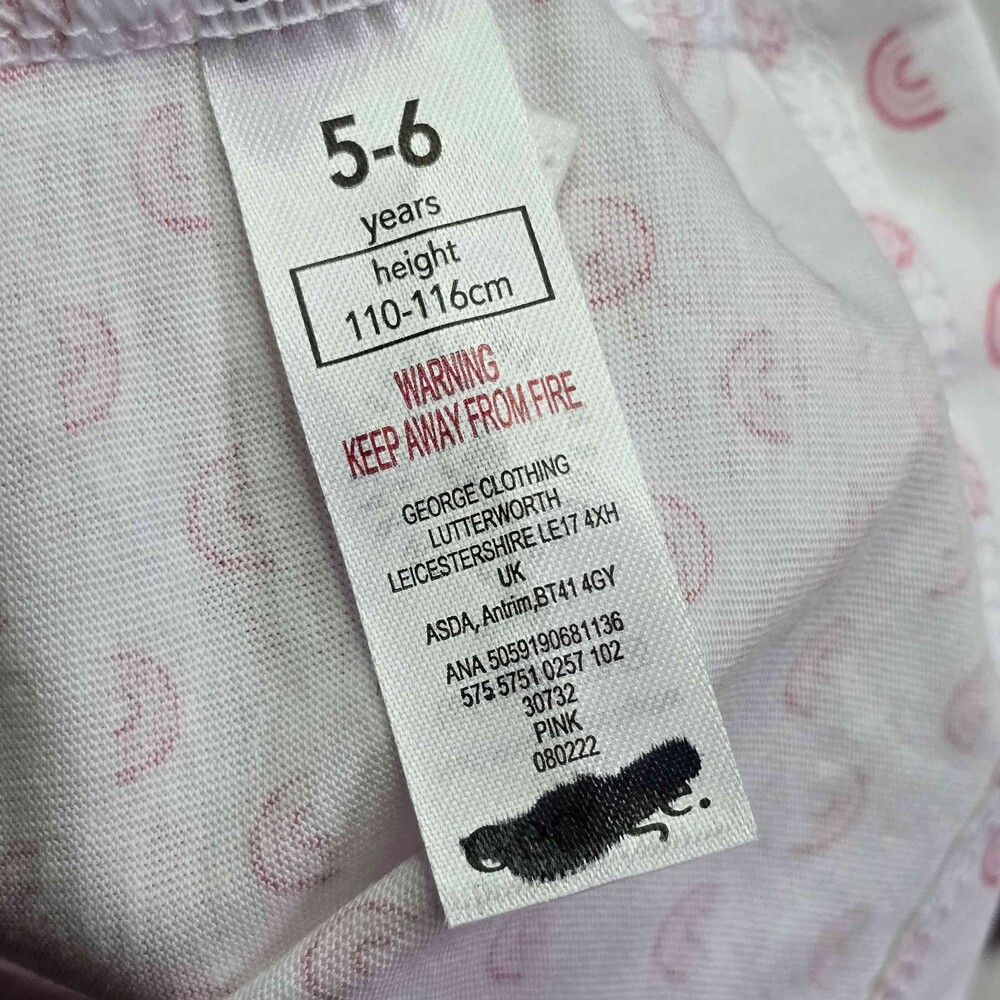 5-6
years
height
110-116cm
WARNING
KEEP AWAY FROM FIRE
GEORGE CLOTHING
LUTTERWORTH
LEICESTERSHIRE LE17 4XH
UK
ASDA, Antrim,BT41 4GY
ANA 5059190681136
575 5751 0257 102
30732
PINK
080222